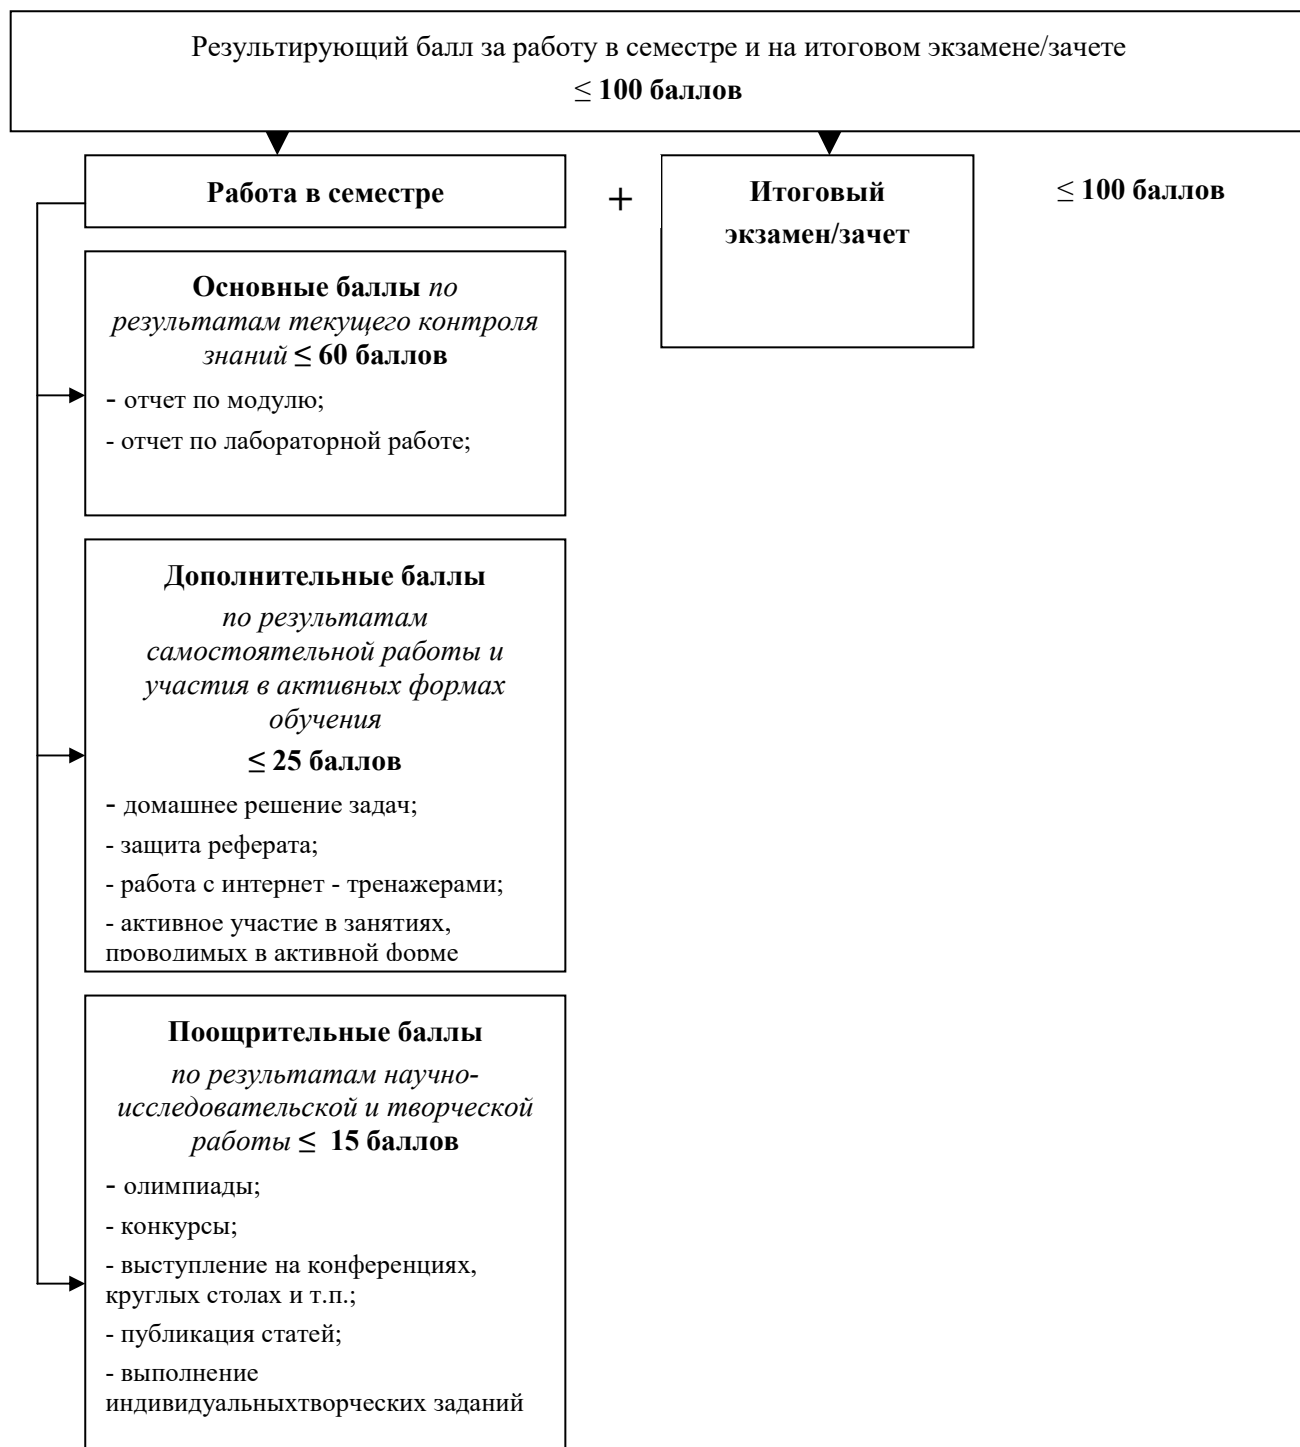 Результирующий балл за работу в семестре и на итоговом экзамене/зачете
≤ 100 баллов
Работа в семестре
+
Итоговый
экзамен/зачет
≤ 100 баллов
Основные баллы по
результатам текущего контроля
знаний ≤ 60 баллов
- отчет по модулю;
- отчет по лабораторной работе;
Дополнительные баллы
по результатам
самостоятельной работы и
участия в активных формах
обучения
≤ 25 баллов
- домашнее решение задач;
- защита реферата;
- работа с интернет - тренажерами;
- активное участие в занятиях,
проводимых в активной форме
Поощрительные баллы
по результатам научно-
исследовательской и творческой
работы ≤ 15 баллов
- олимпиады;
- конкурсы;
- выступление на конференциях,
круглых столах и т.п.;
- публикация статей;
- выполнение
индивидуальныхтворческих заданий